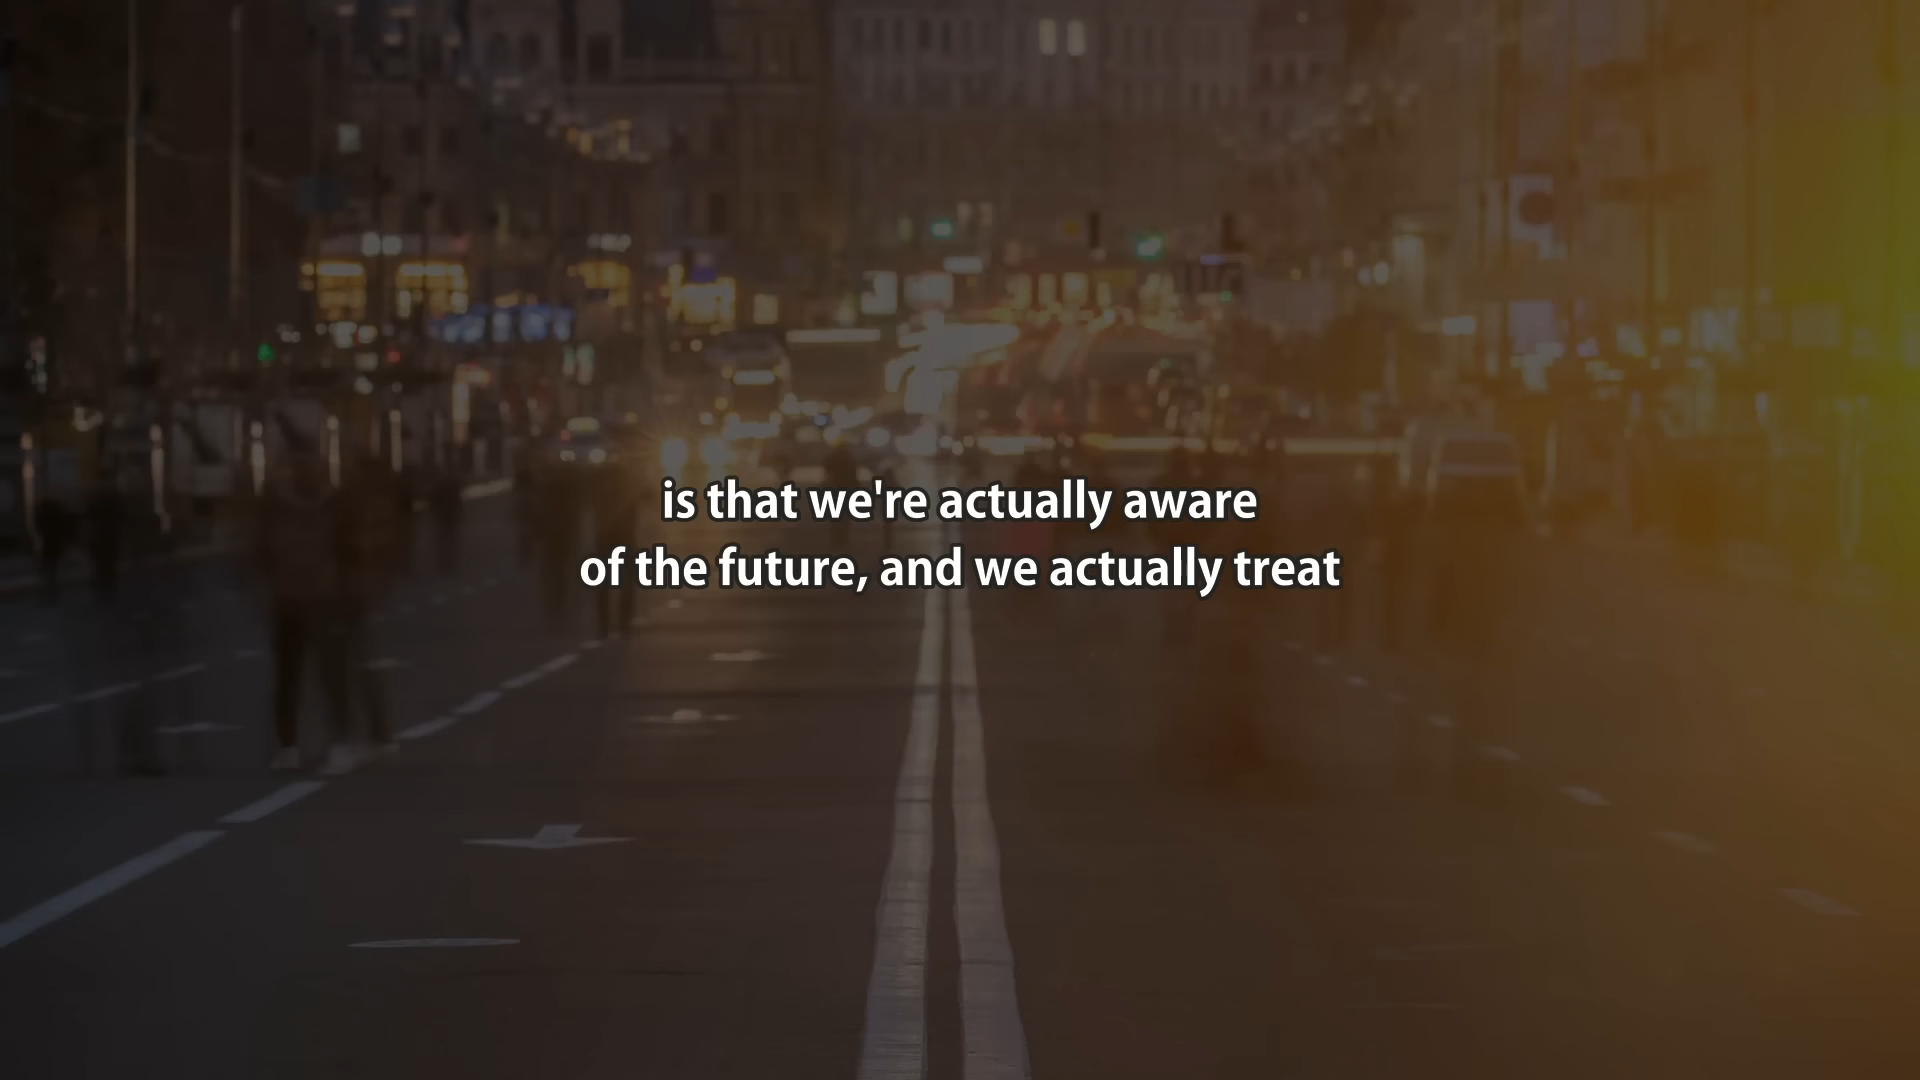 is that we're actually aware
of the future, and we actually treat